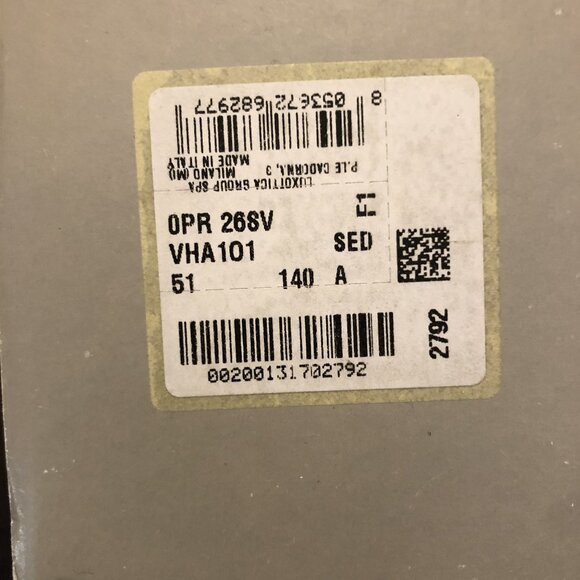 8 053672 682977
LUXOTTICA GROUP SPA
P.LE CADORNA, 3
MILANO (MI)
MADE IN ITALY
F1
0PR 26SV
VHA1O1 SED
51 140 A
2792
00200131702792